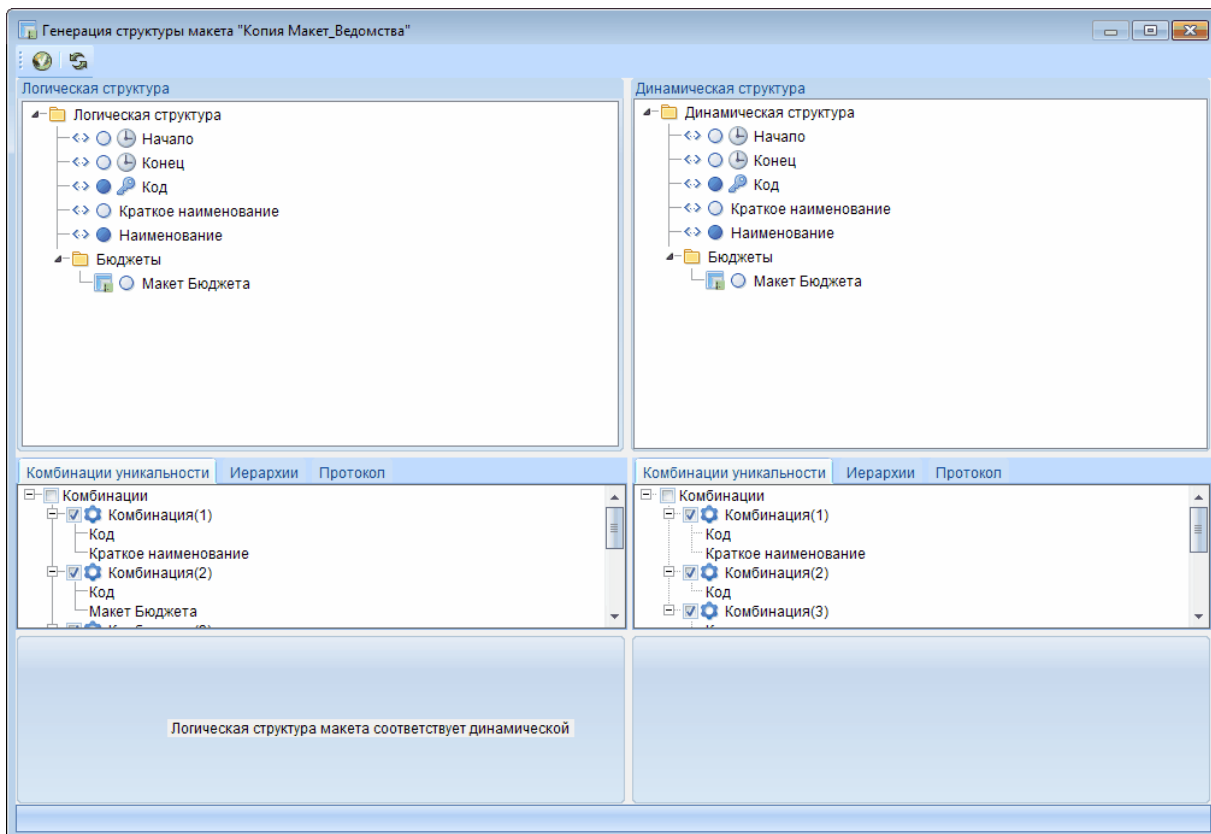 Генерация структуры макета "Копия Макет_Ведомства"
Логическая структура
Логическая структура
Начало
Конец
Код
Краткое наименование
Наименование
Бюджеты
Макет Бюджета
Динамическая структура
Динамическая структура
Начало
Конец
Код
Краткое наименование
Наименование
Бюджеты
Макет Бюджета
Комбинации уникальности Иерархии Протокол
Комбинации
Комбинация(1)
Код
Краткое наименование
Комбинация(2)
Код
Макет Бюджета
Комбинации уникальности Иерархии Протокол
Комбинации
Комбинация(1)
Код
Краткое наименование
Комбинация(2)
Код
Комбинация(3)
Логическая структура макета соответствует динамической